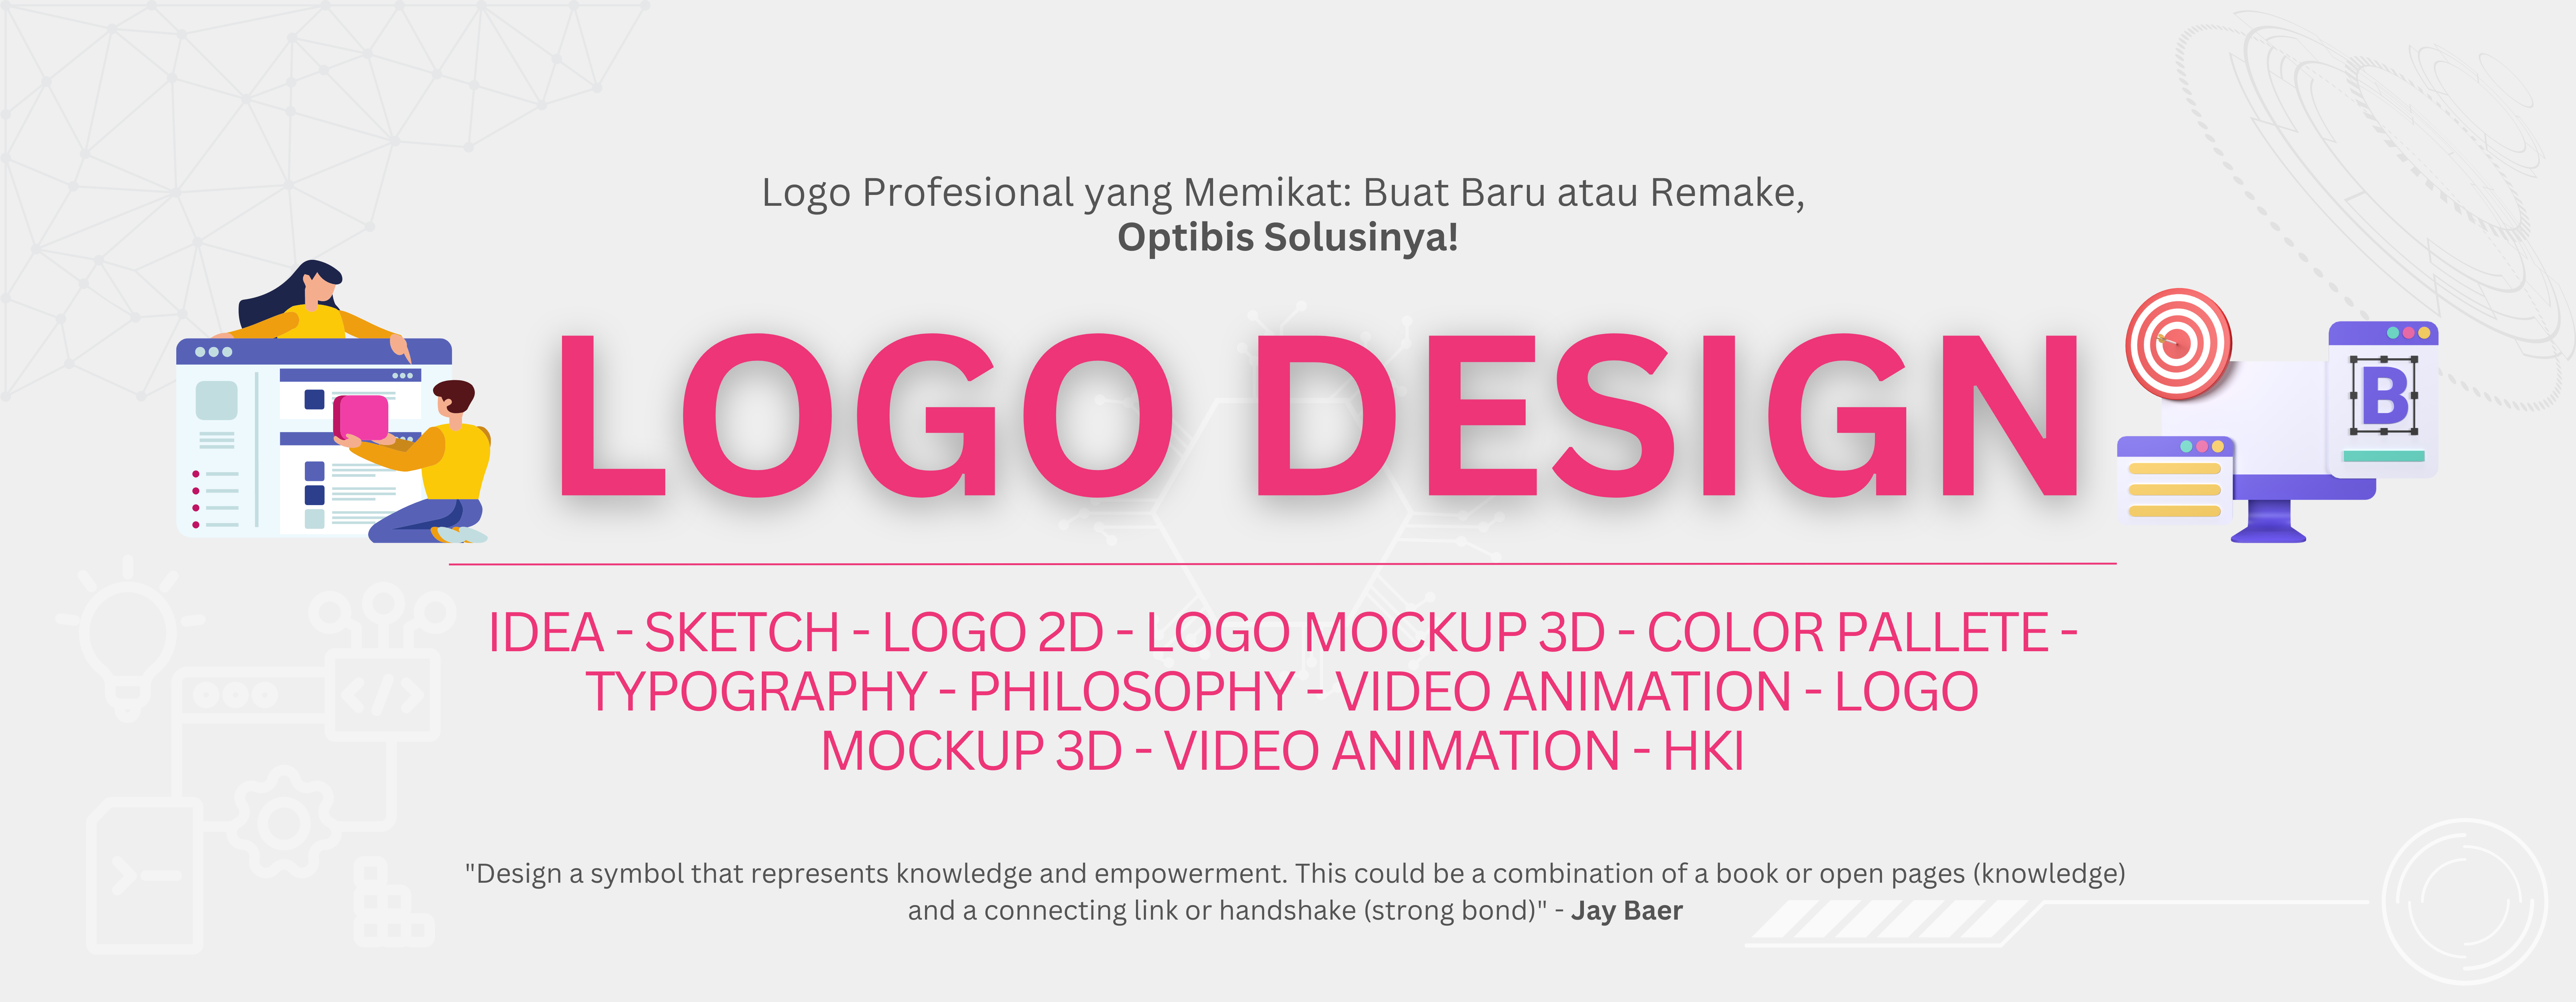 Logo Profesional yang Memikat: Buat Baru atau Remake,
Optibis Solusinya!
LOGO DESIGN
B
IDEA - SKETCH - LOGO 2D - LOGO MOCKUP 3D - COLOR PALLETE -
TYPOGRAPHY - PHILOSOPHY - VIDEO ANIMATION - LOGO
MOCKUP 3D - VIDEO ANIMATION - HKI
"Design a symbol that represents knowledge and empowerment. This could be a combination of a book or open pages (knowledge)
and a connecting link or handshake (strong bond)" - Jay Baer